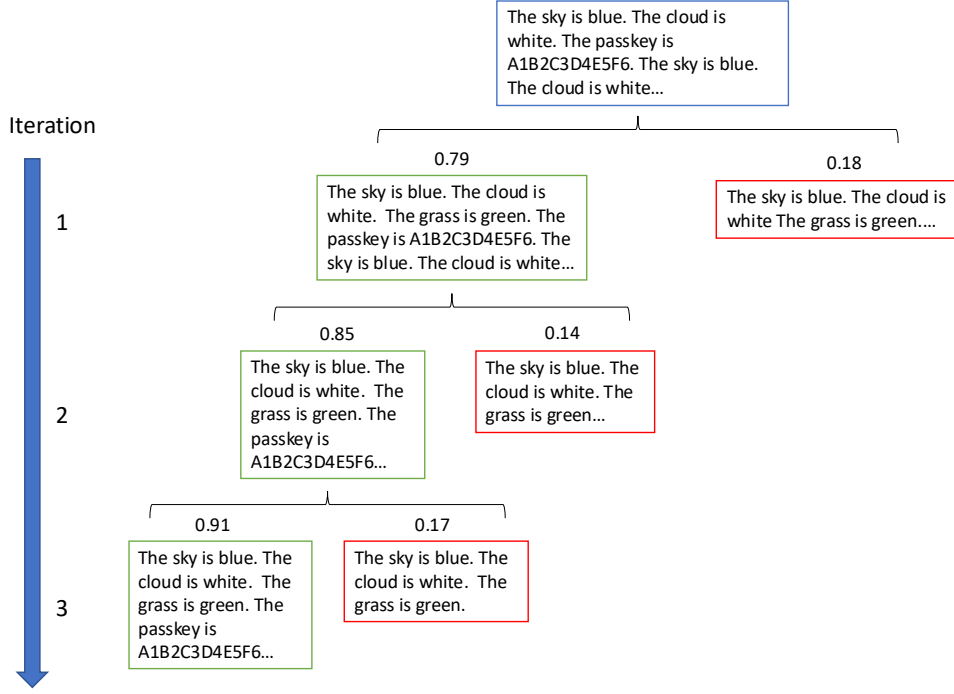 The sky is blue. The cloud is
white. The passkey is
A1B2C3D4E5F6. The sky is blue.
The cloud is white...
Iteration
0.79
0.18
The sky is blue. The cloud is
white.  The grass is green. The
passkey is A1B2C3D4E5F6. The
sky is blue. The cloud is white...
The sky is blue. The cloud is
white The grass is green....
1
0.85
0.14
The sky is blue. The
cloud is white.  The
grass is green. The
passkey is
A1B2C3D4E5F6...
The sky is blue. The
cloud is white. The
grass is green...
2
0.91
0.17
The sky is blue. The
cloud is white.  The
grass is green. The
passkey is
A1B2C3D4E5F6...
The sky is blue. The
cloud is white.  The
grass is green.
3